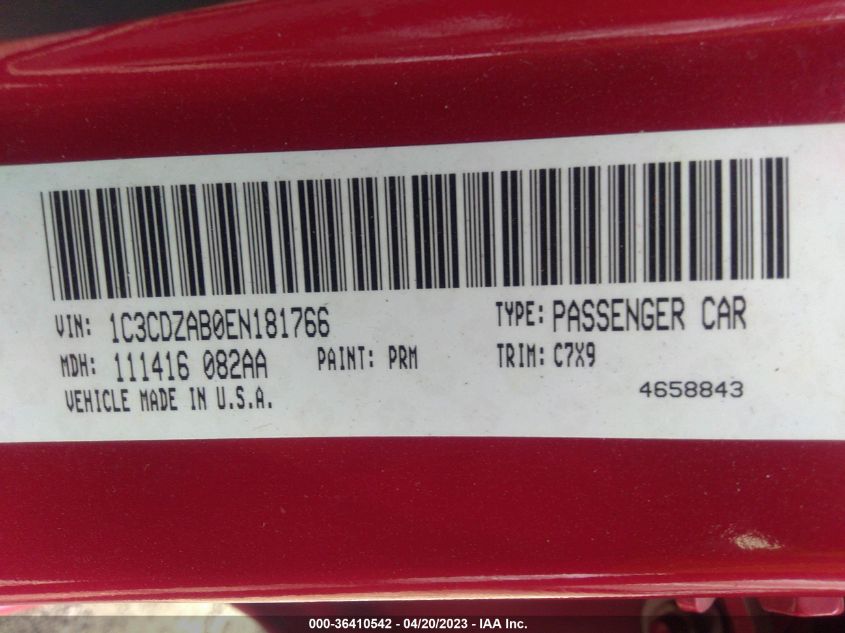 VIN: 1C3CDZAB0EN181766 TYPE: PASSENGER CAR
MDH: 111416 082AA PAINT: PRM TRIM: C7X9
VEHICLE MADE IN U.S.A. 4658843
000-36410542 - 04/20/2023 - IAA Inc.